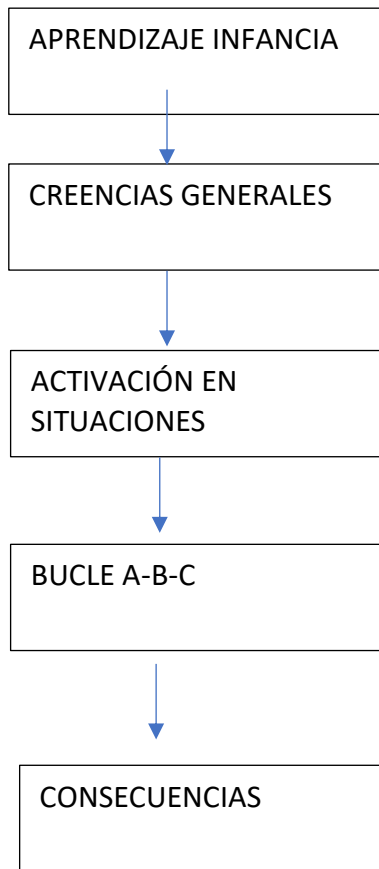 APRENDIZAJE INFANCIA
CREENCIAS GENERALES
ACTIVACIÓN EN
SITUACIONES
BUCLE A-B-C
CONSECUENCIAS